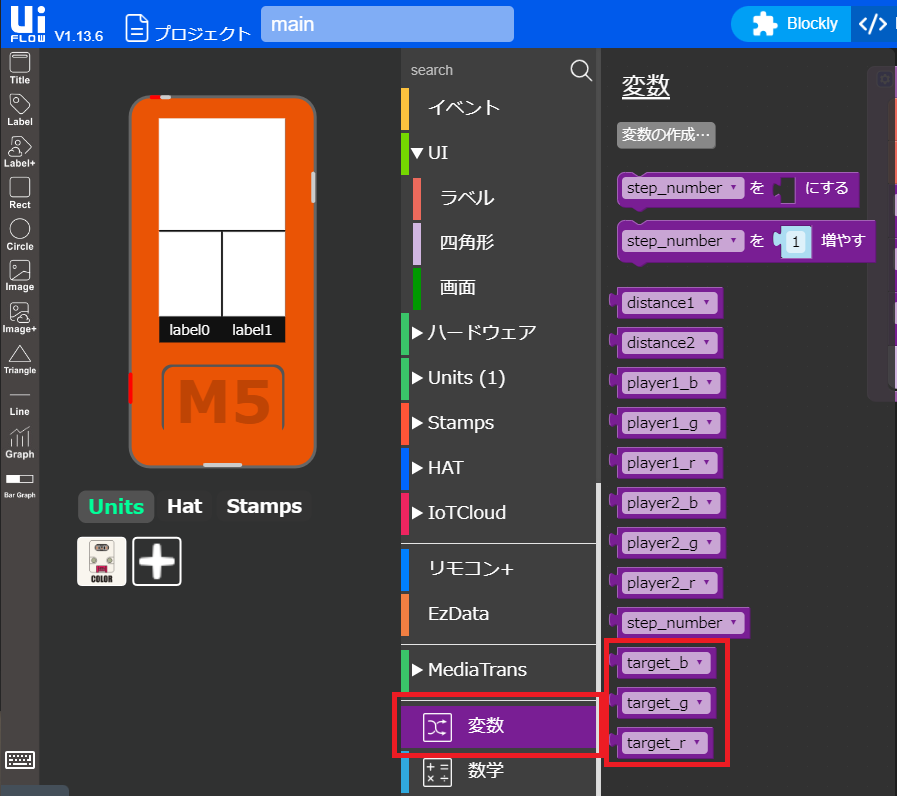 Ui FLOW V1.13.6 プロジェクト main Blockly </>
Title
Label
Label+
Rect
Circle
Image
Image+
Triangle
Line
Graph
Bar Graph
label0 label1
M5
Units Hat Stamps
COLOR
search
イベント
▼UI
ラベル
四角形
画面
▶ハードウェア
▶Units (1)
▶Stamps
▶HAT
▶IoTCloud
リモコン+
EzData
▶MediaTrans
変数
数学
変数
変数の作成…
step_number ▼ を にする
step_number ▼ を 1 増やす
distance1 ▼
distance2 ▼
player1_b ▼
player1_g ▼
player1_r ▼
player2_b ▼
player2_g ▼
player2_r ▼
step_number ▼
target_b ▼
target_g ▼
target_r ▼